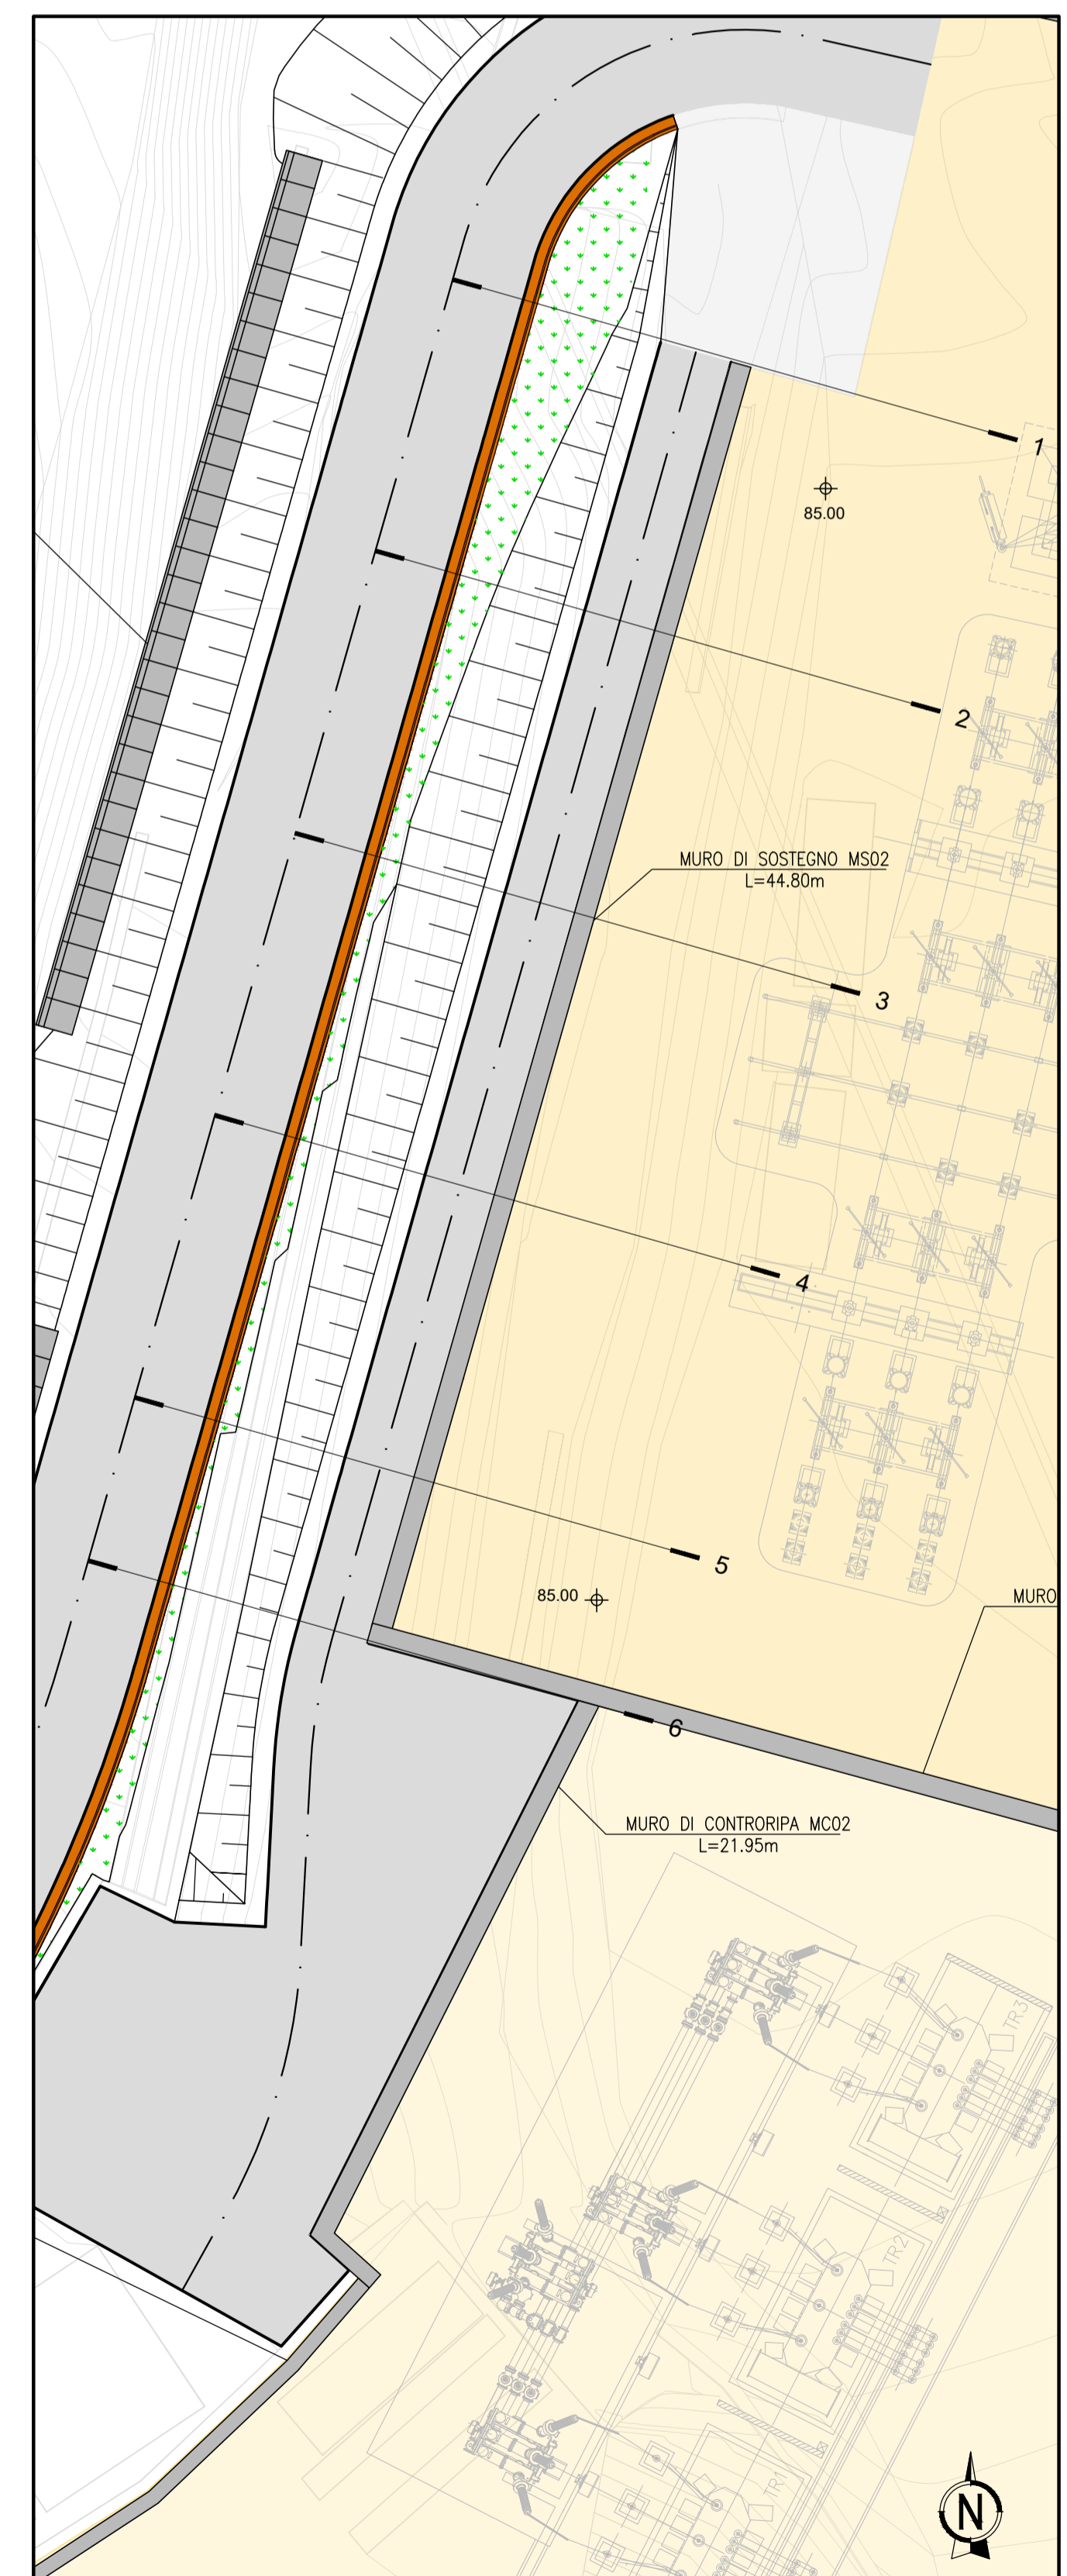 1
85.00
2
MURO DI SOSTEGNO MS02
L=44.80m
3
4
5
85.00
MURO
6
MURO DI CONTRORIPA MC02
L=21.95m
TR3
TR2
TR1
N